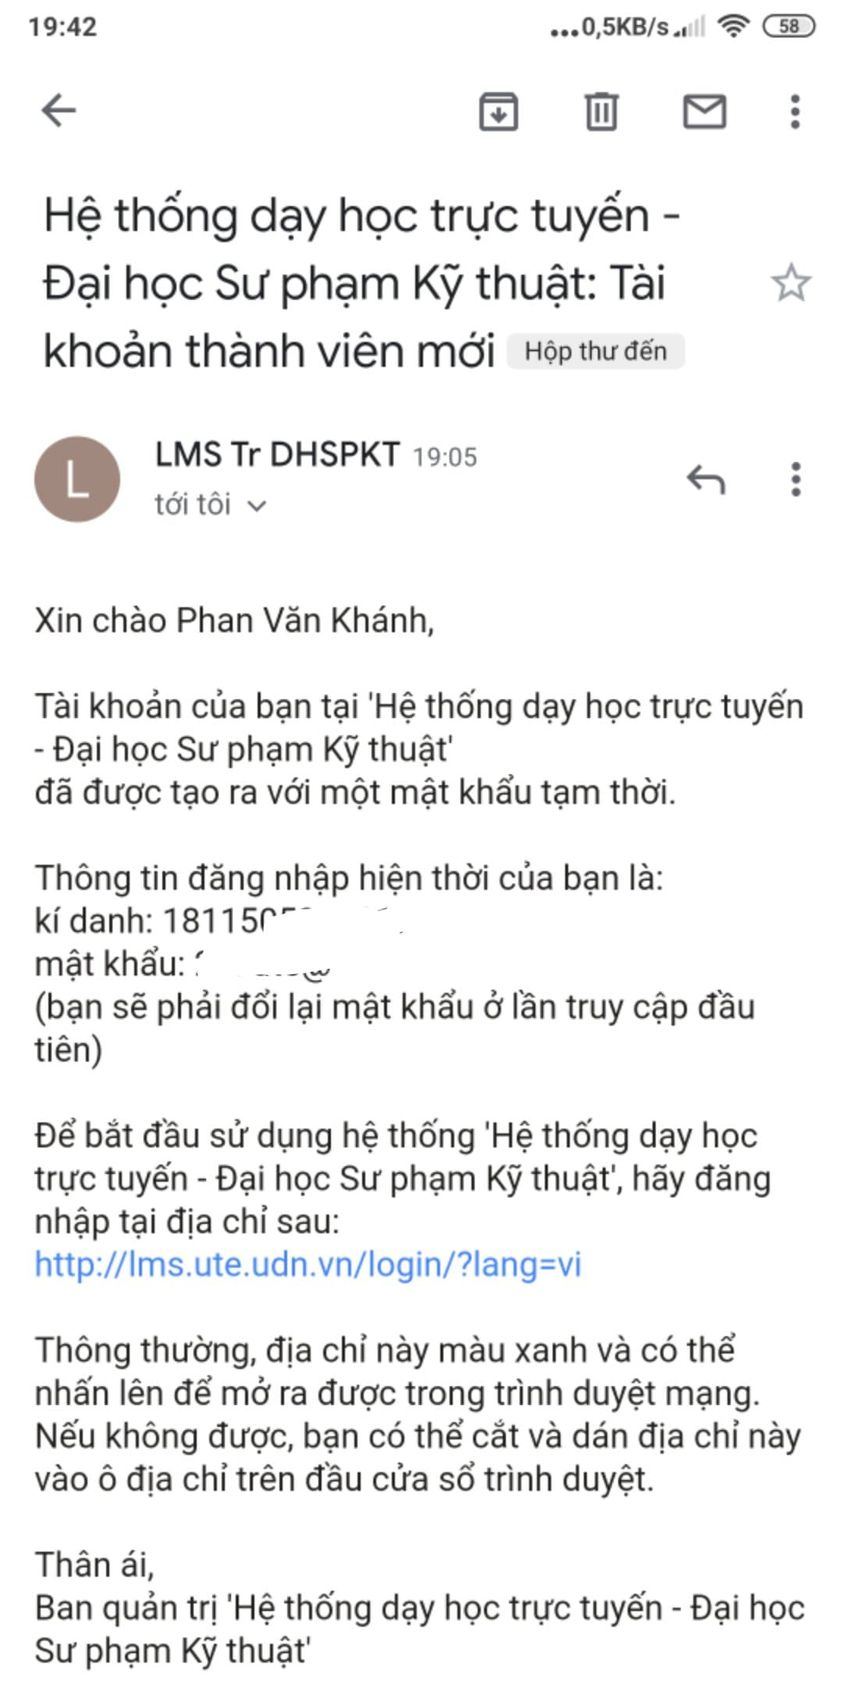 19:42
...0,5KB/s
58
Hệ thống dạy học trực tuyến -
Đại học Sư phạm Kỹ thuật: Tài
khoản thành viên mới Hộp thư đến
L
LMS Tr DHSPKT 19:05
tới tôi
Xin chào Phan Văn Khánh,
Tài khoản của bạn tại 'Hệ thống dạy học trực tuyến
- Đại học Sư phạm Kỹ thuật'
đã được tạo ra với một mật khẩu tạm thời.
Thông tin đăng nhập hiện thời của bạn là:
kí danh: 18115
mật khẩu:
(bạn sẽ phải đổi lại mật khẩu ở lần truy cập đầu
tiên)
Để bắt đầu sử dụng hệ thống 'Hệ thống dạy học
trực tuyến - Đại học Sư phạm Kỹ thuật', hãy đăng
nhập tại địa chỉ sau:
http://lms.ute.udn.vn/login/?lang=vi
Thông thường, địa chỉ này màu xanh và có thể
nhấn lên để mở ra được trong trình duyệt mạng.
Nếu không được, bạn có thể cắt và dán địa chỉ này
vào ô địa chỉ trên đầu cửa sổ trình duyệt.
Thân ái,
Ban quản trị 'Hệ thống dạy học trực tuyến - Đại học
Sư phạm Kỹ thuật'